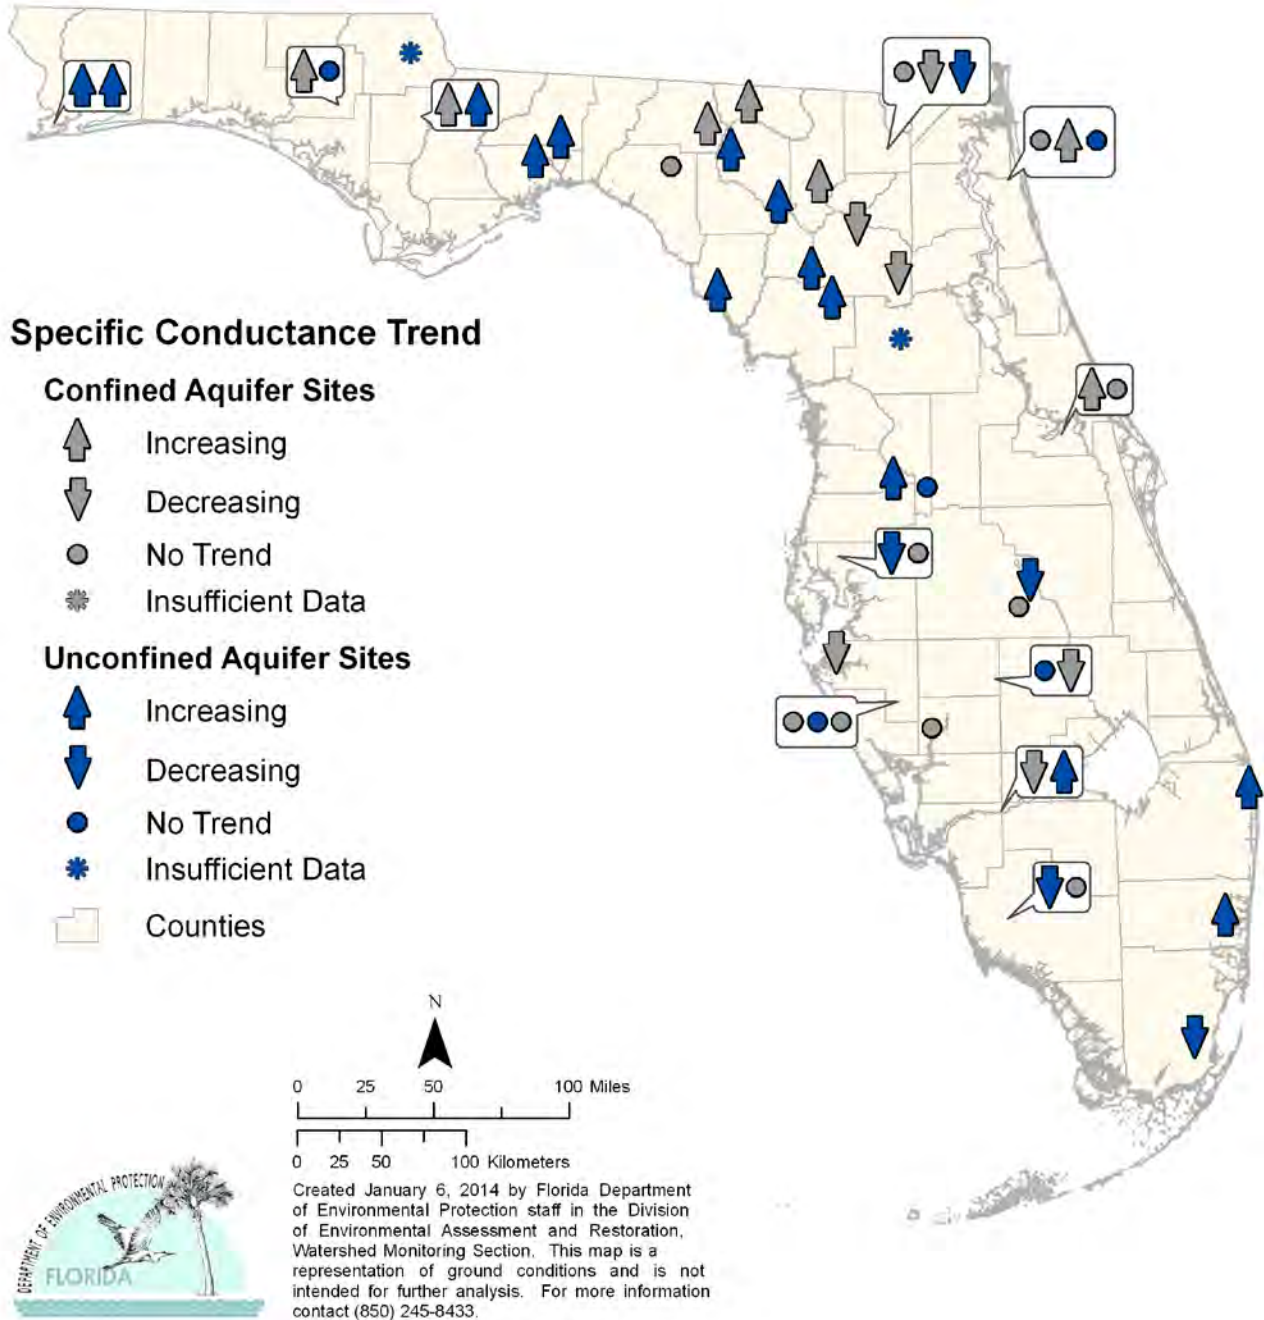 Specific Conductance Trend
Confined Aquifer Sites
Increasing
Decreasing
No Trend
Insufficient Data
Unconfined Aquifer Sites
Increasing
Decreasing
No Trend
Insufficient Data
Counties
N
0 25 50 100 Miles
0 25 50 100 Kilometers
Created January 6, 2014 by Florida Department
of Environmental Protection staff in the Division
of Environmental Assessment and Restoration,
Watershed Monitoring Section. This map is a
representation of ground conditions and is not
intended for further analysis. For more information
contact (850) 245-8433.
DEPARTMENT OF ENVIRONMENTAL PROTECTION
FLORIDA